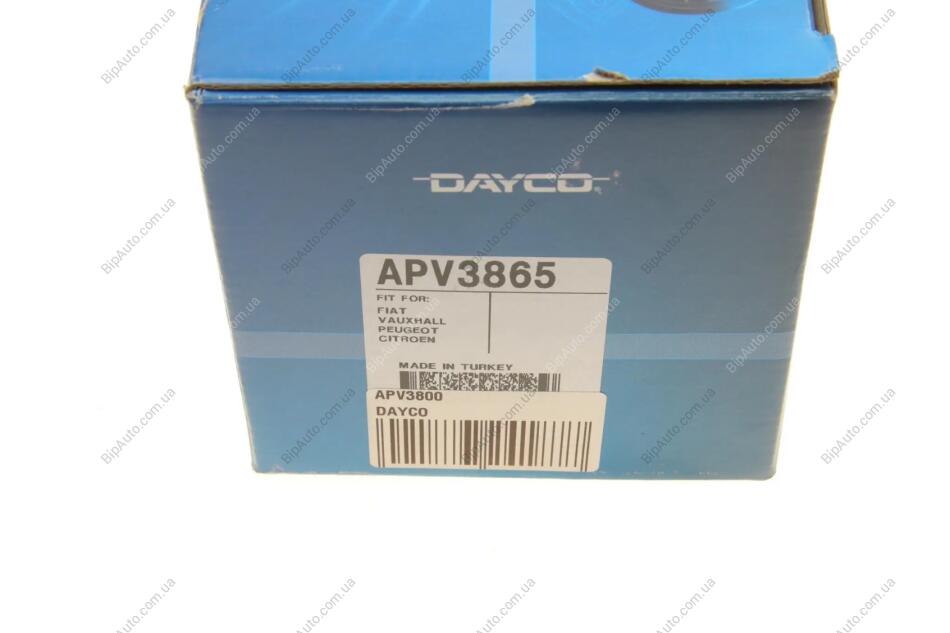 DAYCO
APV3865
FIT FOR:
FIAT
VAUXHALL
PEUGEOT
CITROEN
MADE IN TURKEY
APV3800
DAYCO
BipAuto.com.ua